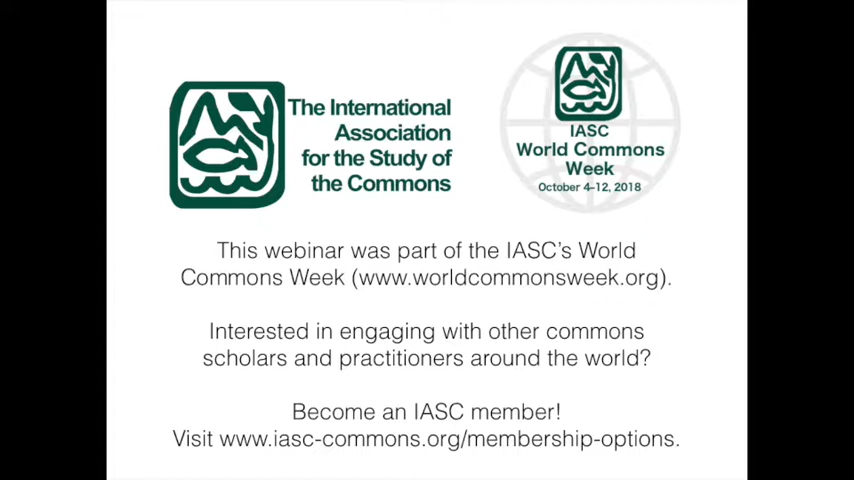 The International
Association
for the Study of
the Commons
IASC
World Commons
Week
October 4-12, 2018
This webinar was part of the IASC's World
Commons Week (www.worldcommonsweek.org).
Interested in engaging with other commons
scholars and practitioners around the world?
Become an IASC member!
Visit www.iasc-commons.org/membership-options.